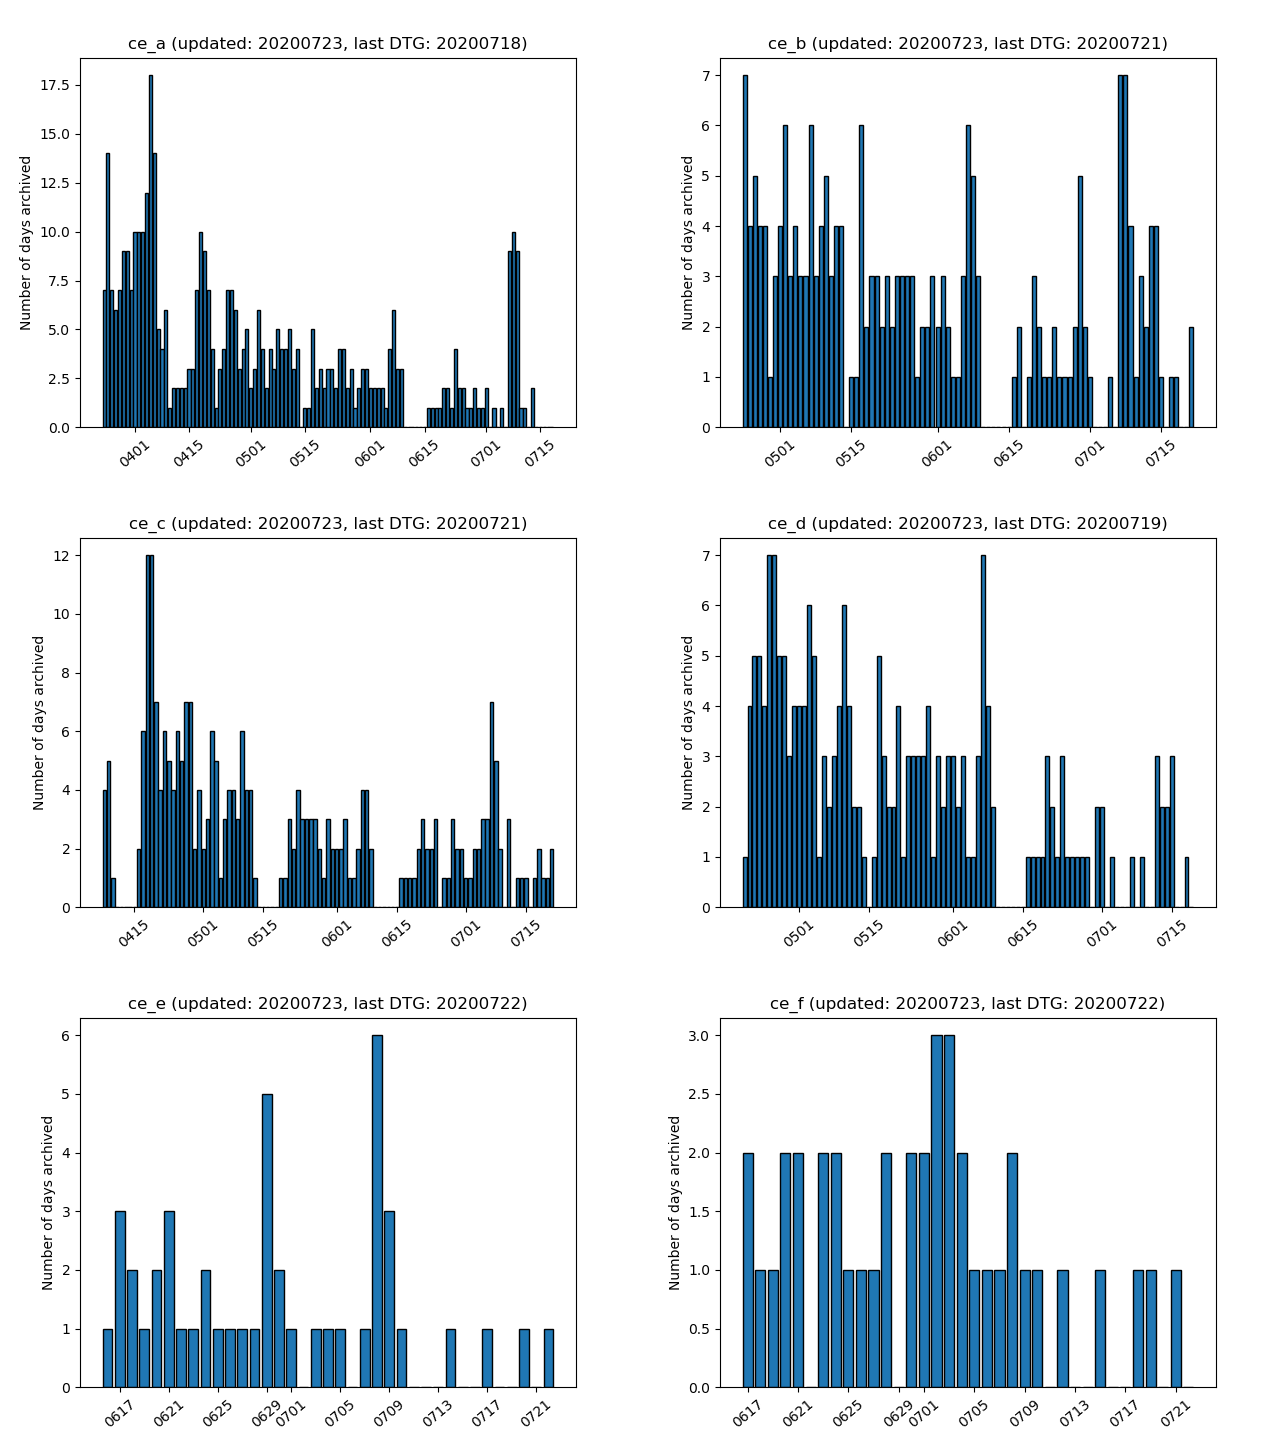 ce_a (updated: 20200723, last DTG: 20200718)
Number of days archived
17.5
15.0
12.5
10.0
7.5
5.0
2.5
0.0
0401 0415 0501 0515 0601 0615 0701 0715
ce_b (updated: 20200723, last DTG: 20200721)
Number of days archived
7
6
5
4
3
2
1
0
0501 0515 0601 0615 0701 0715
ce_c (updated: 20200723, last DTG: 20200721)
Number of days archived
12
10
8
6
4
2
0
0415 0501 0515 0601 0615 0701 0715
ce_d (updated: 20200723, last DTG: 20200719)
Number of days archived
7
6
5
4
3
2
1
0
0501 0515 0601 0615 0701 0715
ce_e (updated: 20200723, last DTG: 20200722)
Number of days archived
6
5
4
3
2
1
0
0617 0621 0625 0629 0701 0705 0709 0713 0717 0721
ce_f (updated: 20200723, last DTG: 20200722)
Number of days archived
3.0
2.5
2.0
1.5
1.0
0.5
0.0
0617 0621 0625 0629 0701 0705 0709 0713 0717 0721